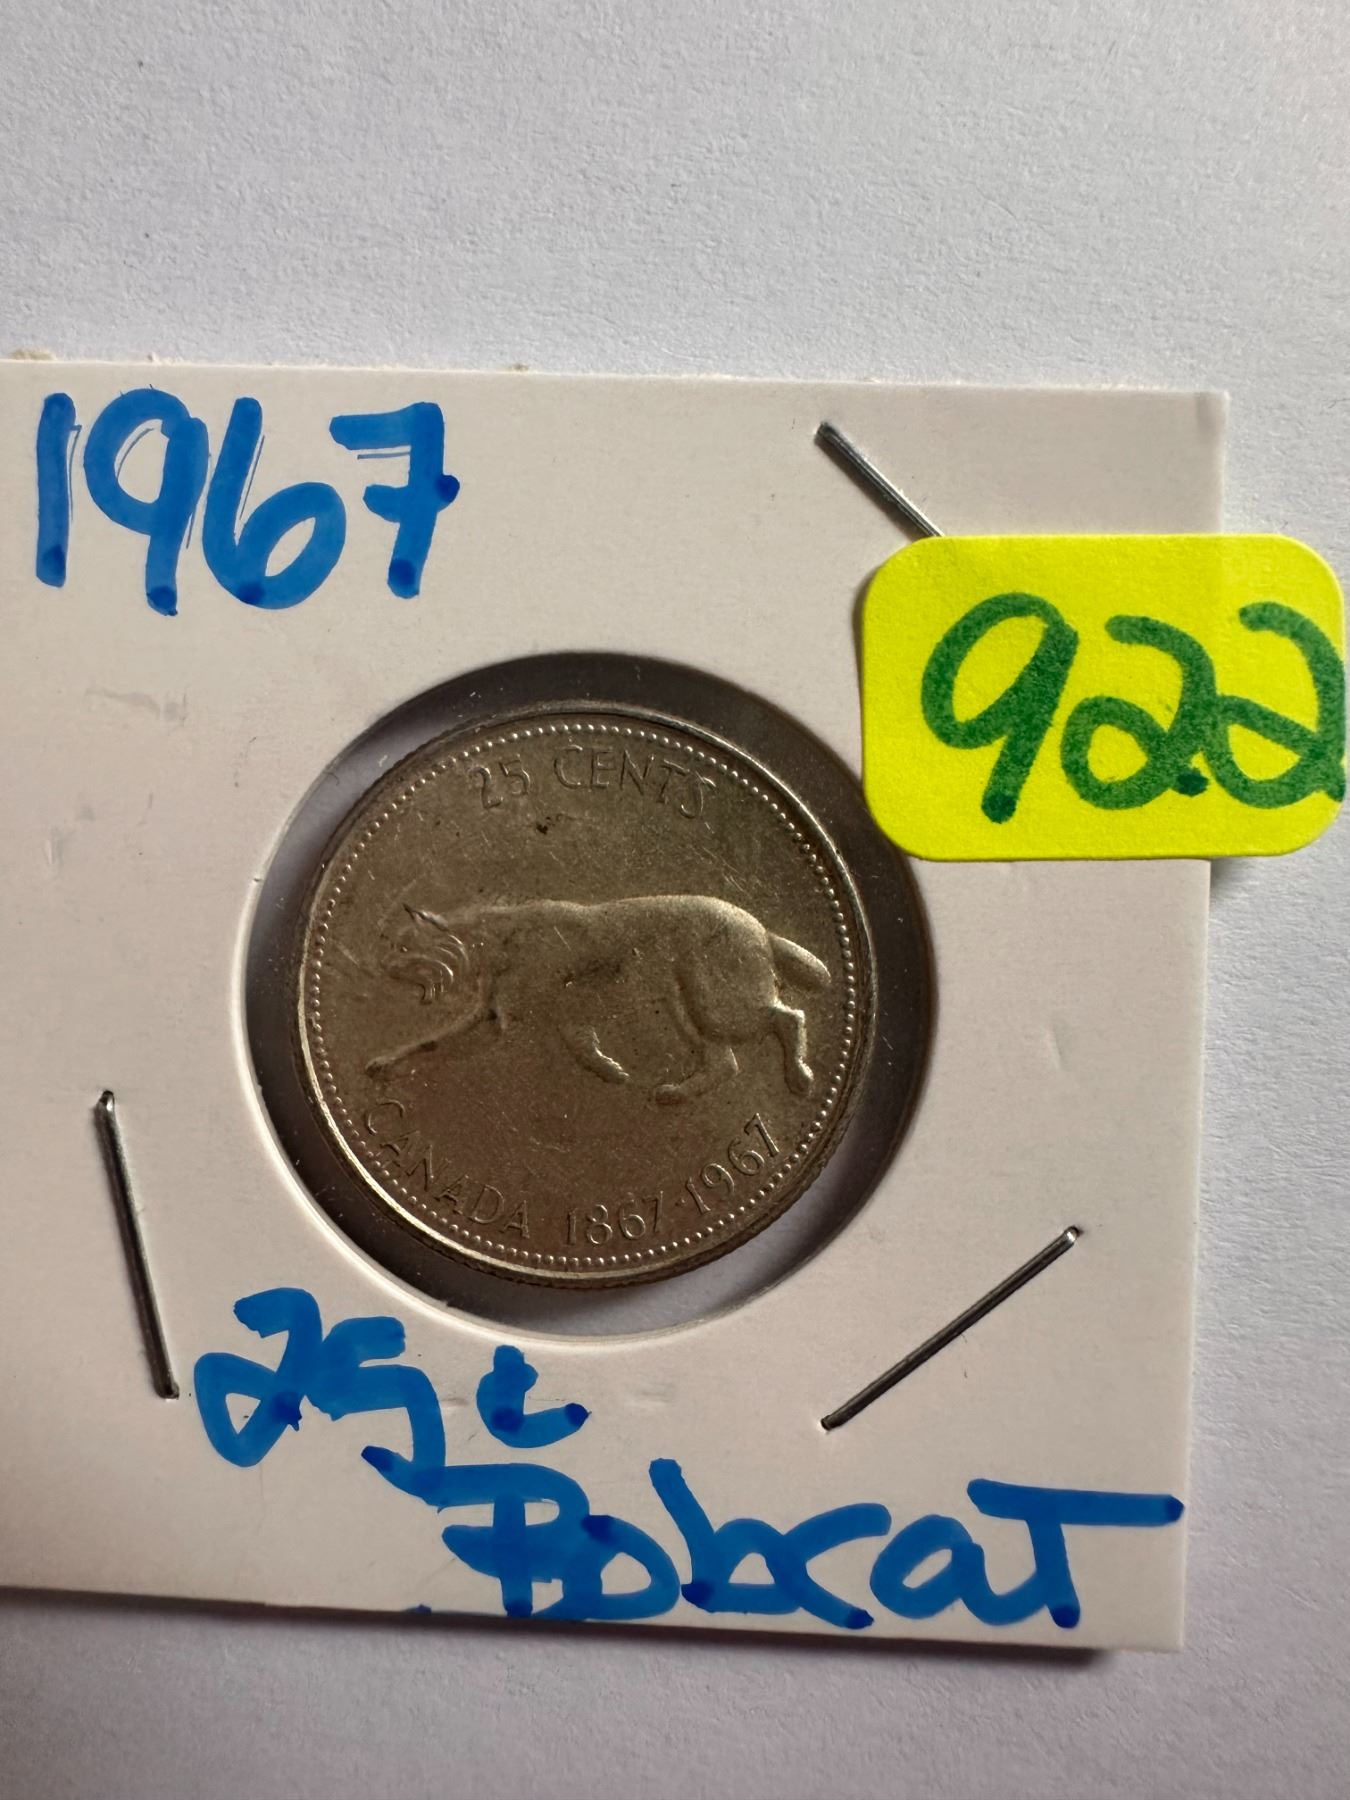 1967
922
25 CENTS
CANADA 1867-1967
25 ¢
Bobcat